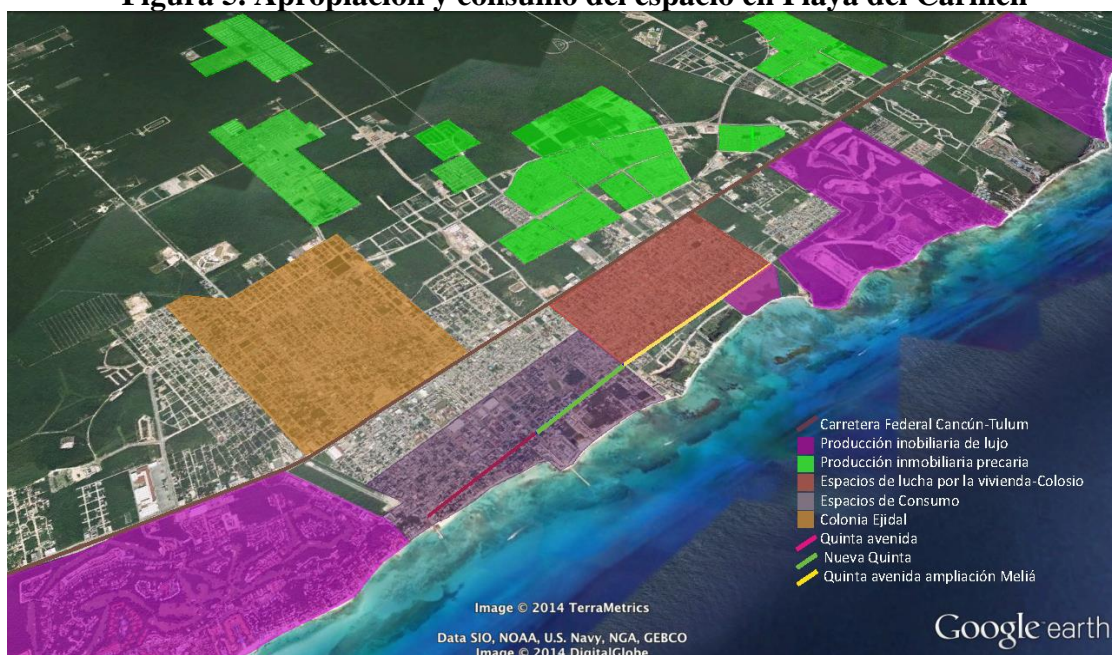 Figura 5. Apropiación y consumo del espacio en Playa del Carmen
Carretera Federal Cancún-Tulum
Producción inobiliaria de lujo
Producción inmobiliaria precaria
Espacios de lucha por la vivienda-Colosio
Espacios de Consumo
Colonia Ejidal
Quinta avenida
Nueva Quinta
Quinta avenida ampliación Meliá
Image © 2014 TerraMetrics
Data SIO, NOAA, U.S. Navy, NGA, GEBCO
Image © 2014 DigitalGlobe
Google earth